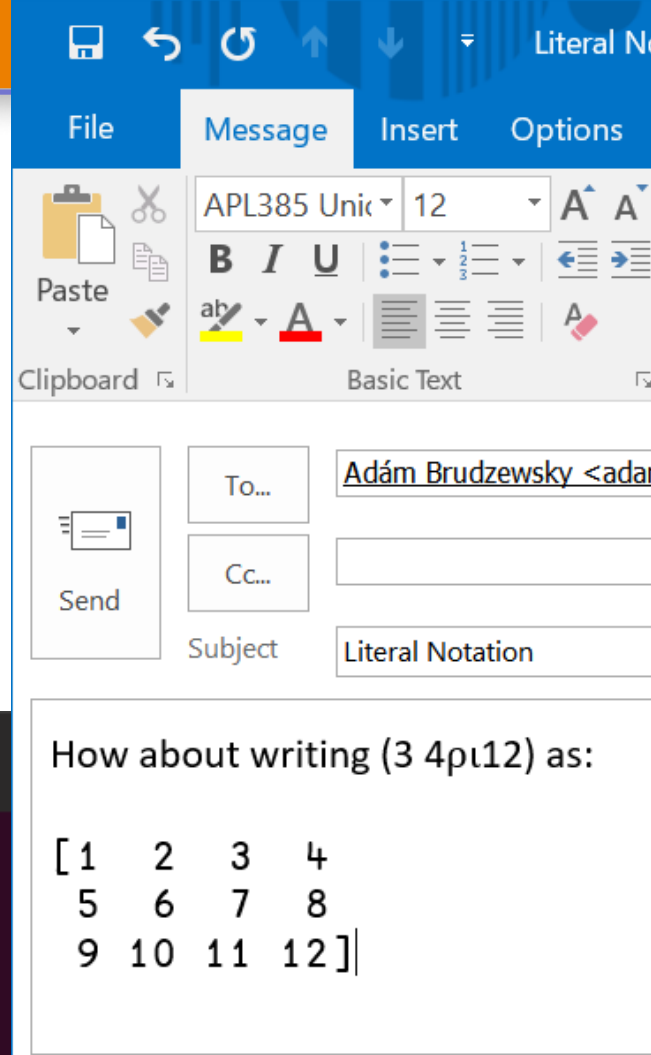 Literal No
File Message Insert Options
APL385 Unic 12 A A
B I U
Paste
ab A A
Clipboard Basic Text
To... Adám Brudzewsky <adam
Send
Cc...
Subject Literal Notation
How about writing (3 4⍴⍳12) as:
[1 2 3 4
5 6 7 8
9 10 11 12]